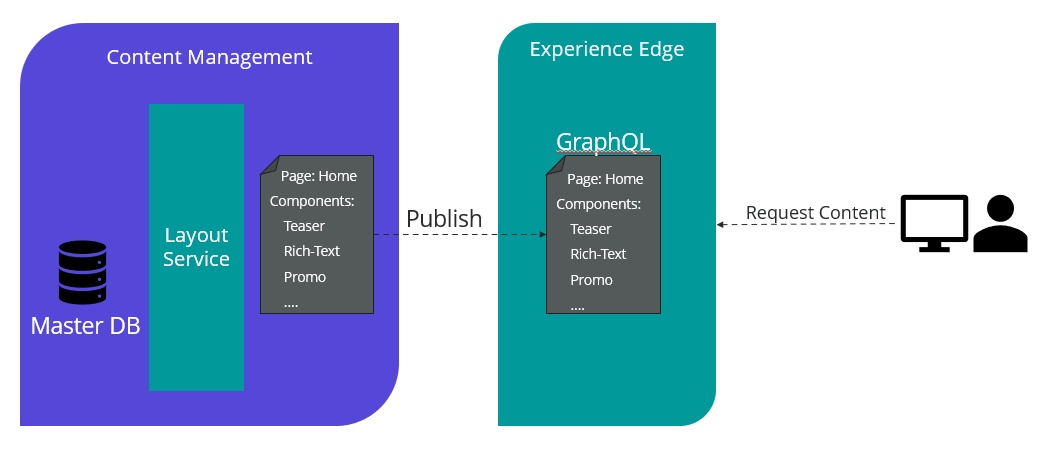 Content Management
Layout
Service
Master DB
Page: Home
Components:
Teaser
Rich-Text
Promo
....
Publish
Experience Edge
GraphQL
Page: Home
Components:
Teaser
Rich-Text
Promo
....
Request Content